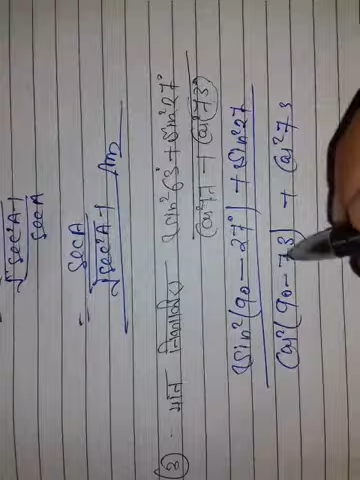 √sec²A-1
secA
= secA
√sec²A-1 Ans
③ मान निकालिए sin²63°+sin²27°
cos²17+cos²73
sin²(90-27°)+sin²27
cos²(90-73)+cos²73